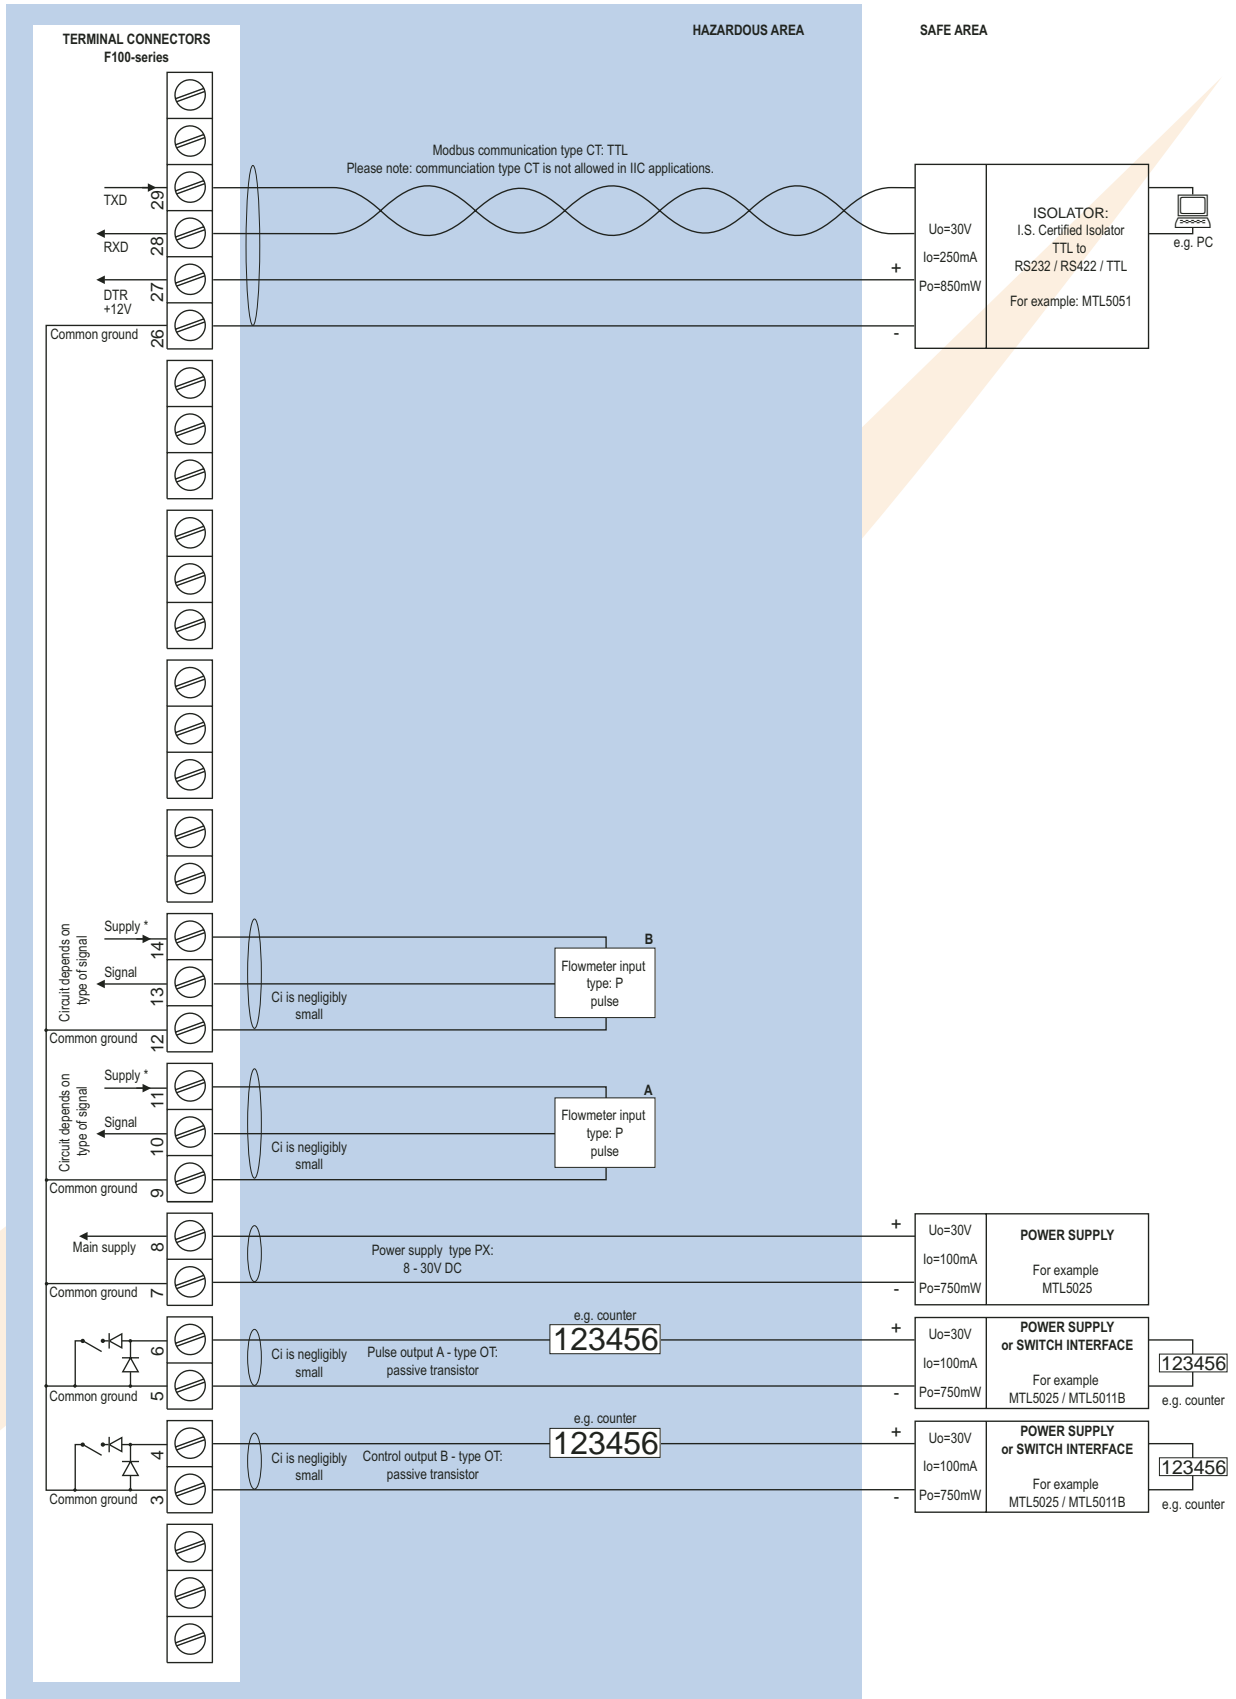 TERMINAL CONNECTORS
F100-series
HAZARDOUS AREA
SAFE AREA
Modbus communication type CT: TTL
Please note: communciation type CT is not allowed in IIC applications.
TXD
29
RXD
28
DTR
+12V
27
Common ground
26
+
-
Uo=30V
Io=250mA
Po=850mW
ISOLATOR:
I.S. Certified Isolator
TTL to
RS232 / RS422 / TTL
For example: MTL5051
e.g. PC
Circuit depends on
type of signal
Supply *
14
Signal
13
Common ground
12
Ci is negligibly
small
B
Flowmeter input
type: P
pulse
Circuit depends on
type of signal
Supply *
11
Signal
10
Common ground
9
Ci is negligibly
small
A
Flowmeter input
type: P
pulse
Main supply
8
Common ground
7
Power supply type PX:
8 - 30V DC
+
-
Uo=30V
Io=100mA
Po=750mW
POWER SUPPLY
For example
MTL5025
6
Common ground
5
Ci is negligibly
small
Pulse output A - type OT:
passive transistor
e.g. counter
123456
+
-
Uo=30V
Io=100mA
Po=750mW
POWER SUPPLY
or SWITCH INTERFACE
For example
MTL5025 / MTL5011B
123456
e.g. counter
4
Common ground
3
Ci is negligibly
small
Control output B - type OT:
passive transistor
e.g. counter
123456
+
-
Uo=30V
Io=100mA
Po=750mW
POWER SUPPLY
or SWITCH INTERFACE
For example
MTL5025 / MTL5011B
123456
e.g. counter